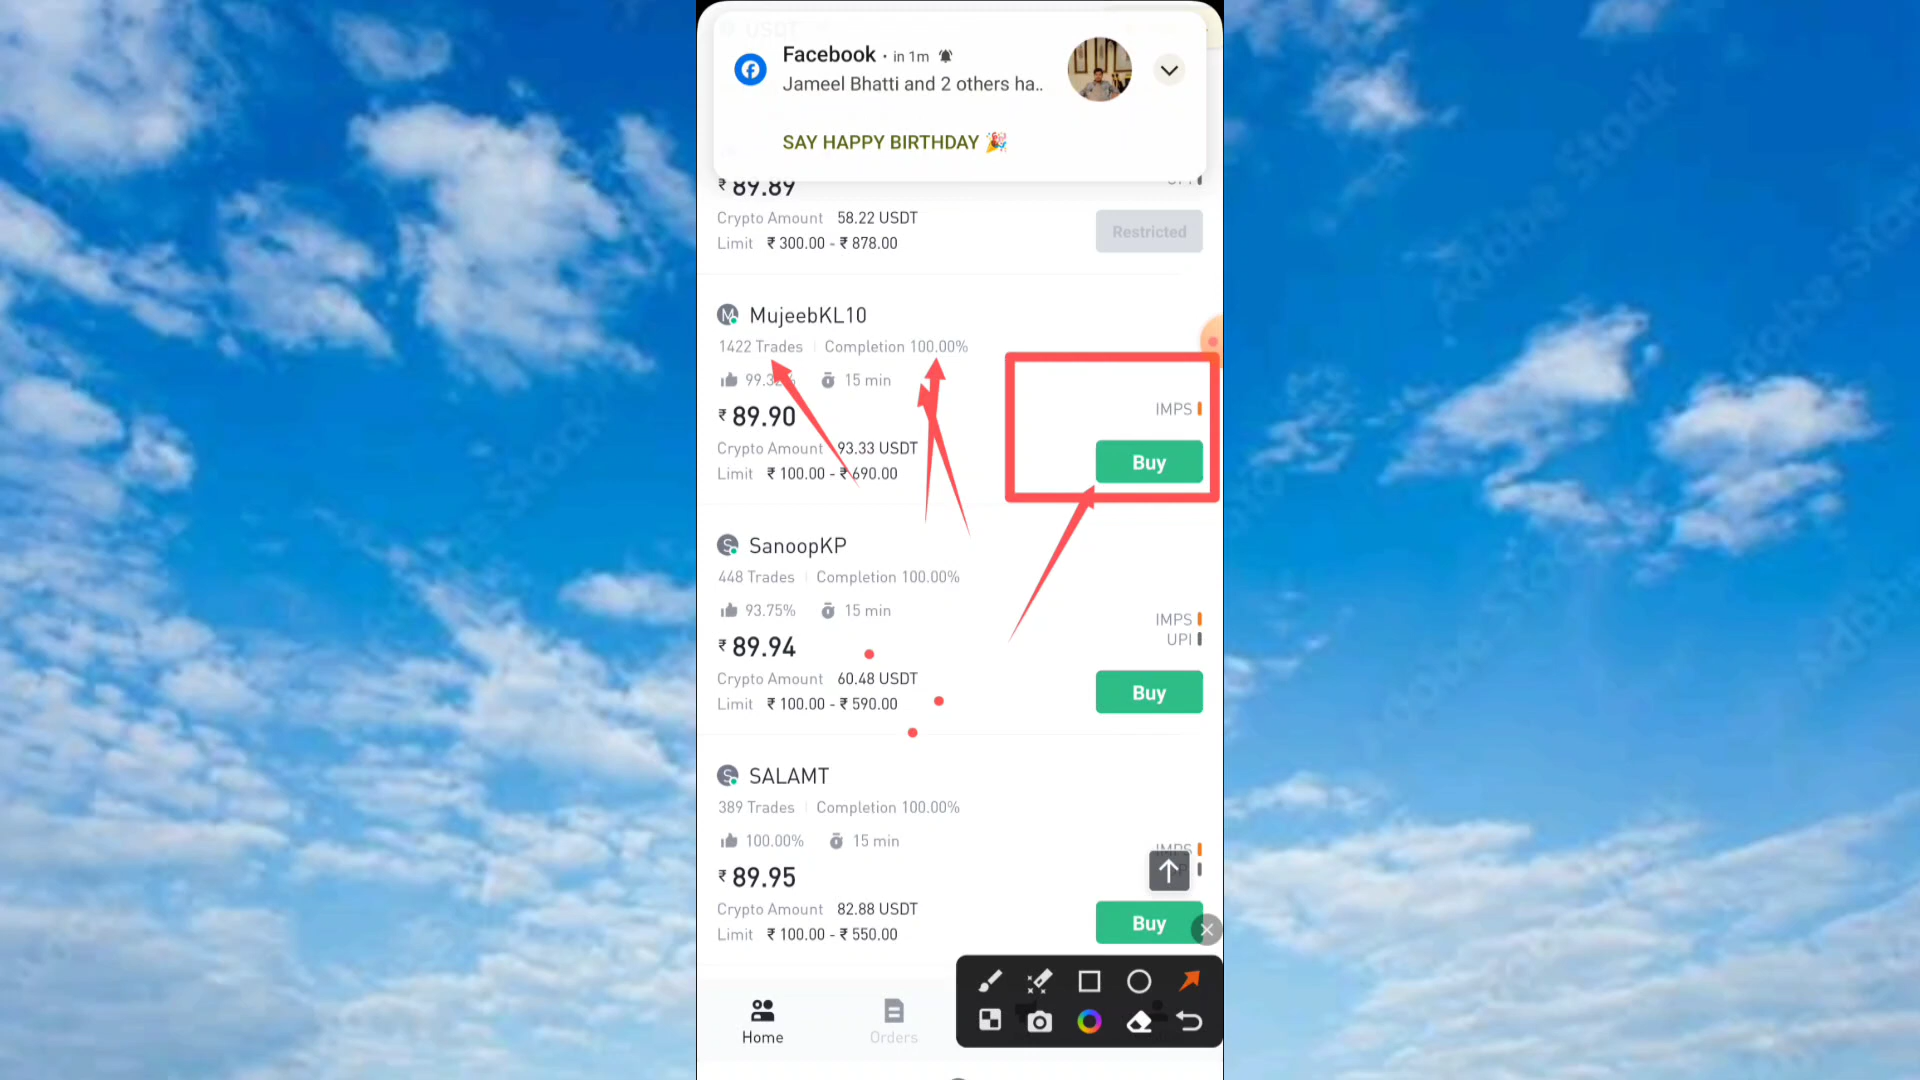 Facebook · in 1m
Jameel Bhatti and 2 others ha..
SAY HAPPY BIRTHDAY 🎉
₹ 89.89
Crypto Amount 58.22 USDT
Limit ₹ 300.00 - ₹ 878.00
Restricted
MujeebKL10
1422 Trades Completion 100.00%
15 min
₹ 89.90
IMPS
Crypto Amount 93.33 USDT
Limit ₹ 100.00 - ₹ 690.00
Buy
SanoopKP
448 Trades Completion 100.00%
93.75% 15 min
₹ 89.94
IMPS
UPI
Crypto Amount 60.48 USDT
Limit ₹ 100.00 - ₹ 590.00
Buy
SALAMT
389 Trades Completion 100.00%
100.00% 15 min
₹ 89.95
IMPS
Crypto Amount 82.88 USDT
Limit ₹ 100.00 - ₹ 550.00
Buy
Home
Orders
Adobe Stock